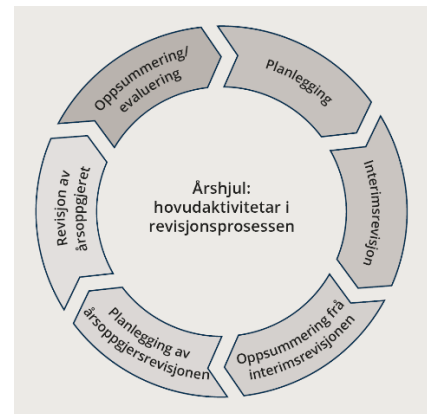 Årshjul:
hovudaktivitetar i
revisjonsprosessen
Planlegging
Interimsrevisjon
Oppsummering frå
interimsrevisjonen
Planlegging av
årsoppgjersrevisjonen
Revisjon av
årsoppgjeret
Oppsummering/
evaluering